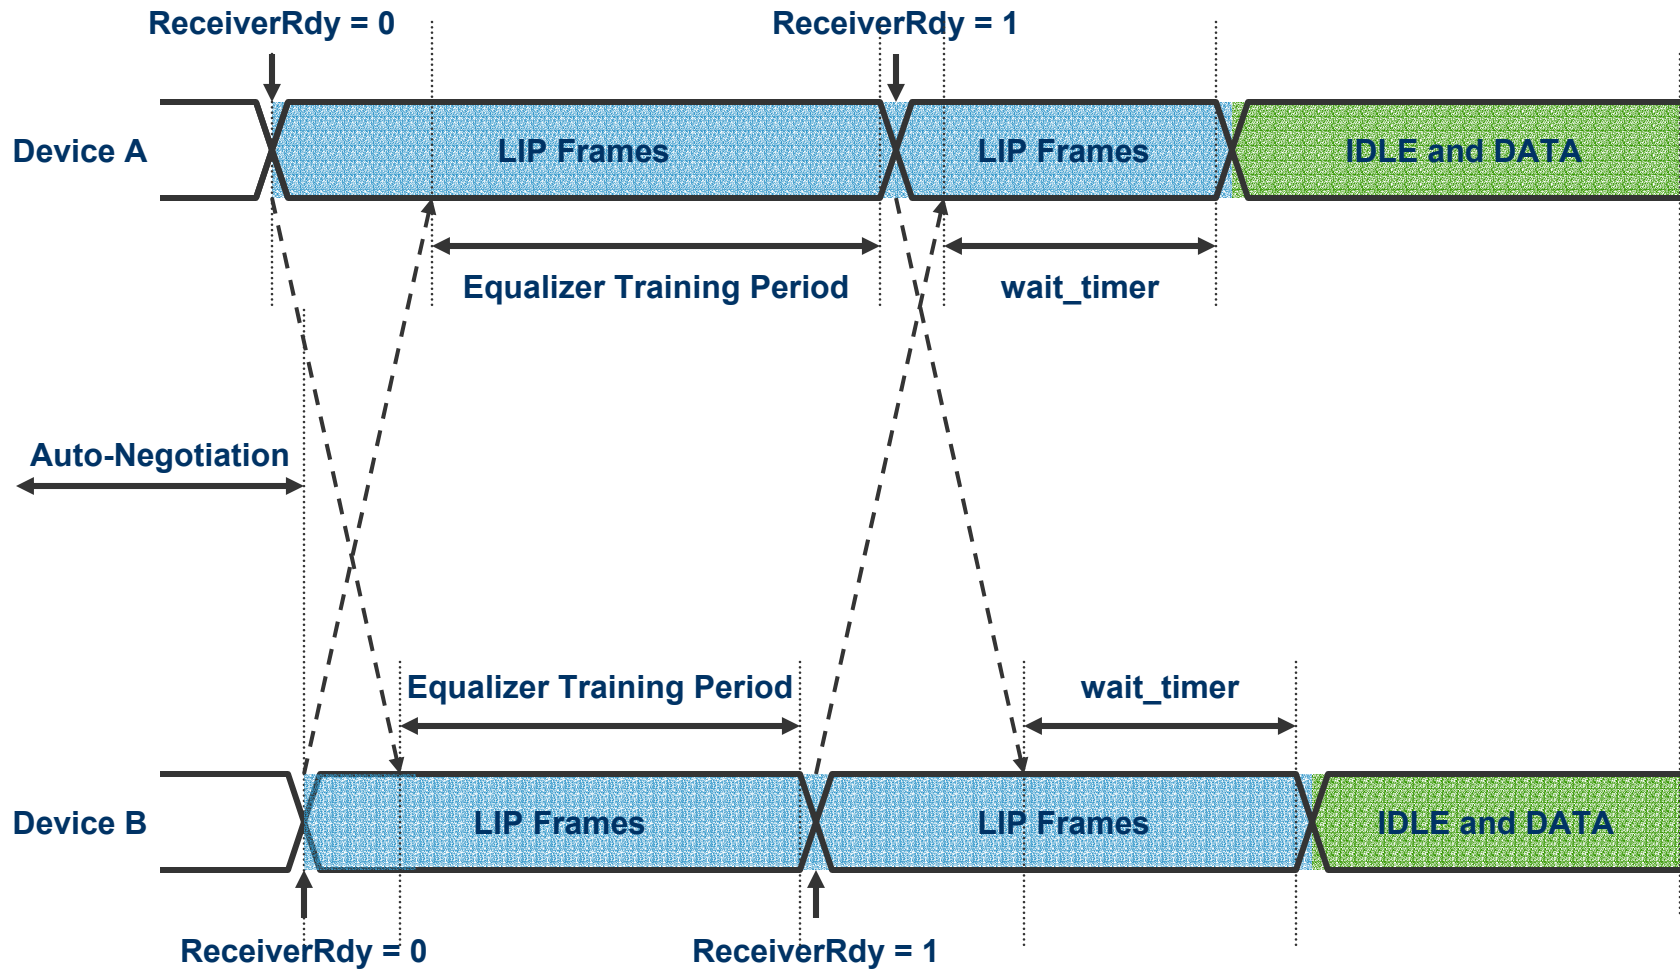 ReceiverRdy = 0
ReceiverRdy = 1
Device A
LIP Frames
LIP Frames
IDLE and DATA
Equalizer Training Period
wait_timer
Auto-Negotiation
Equalizer Training Period
wait_timer
Device B
LIP Frames
LIP Frames
IDLE and DATA
ReceiverRdy = 0
ReceiverRdy = 1